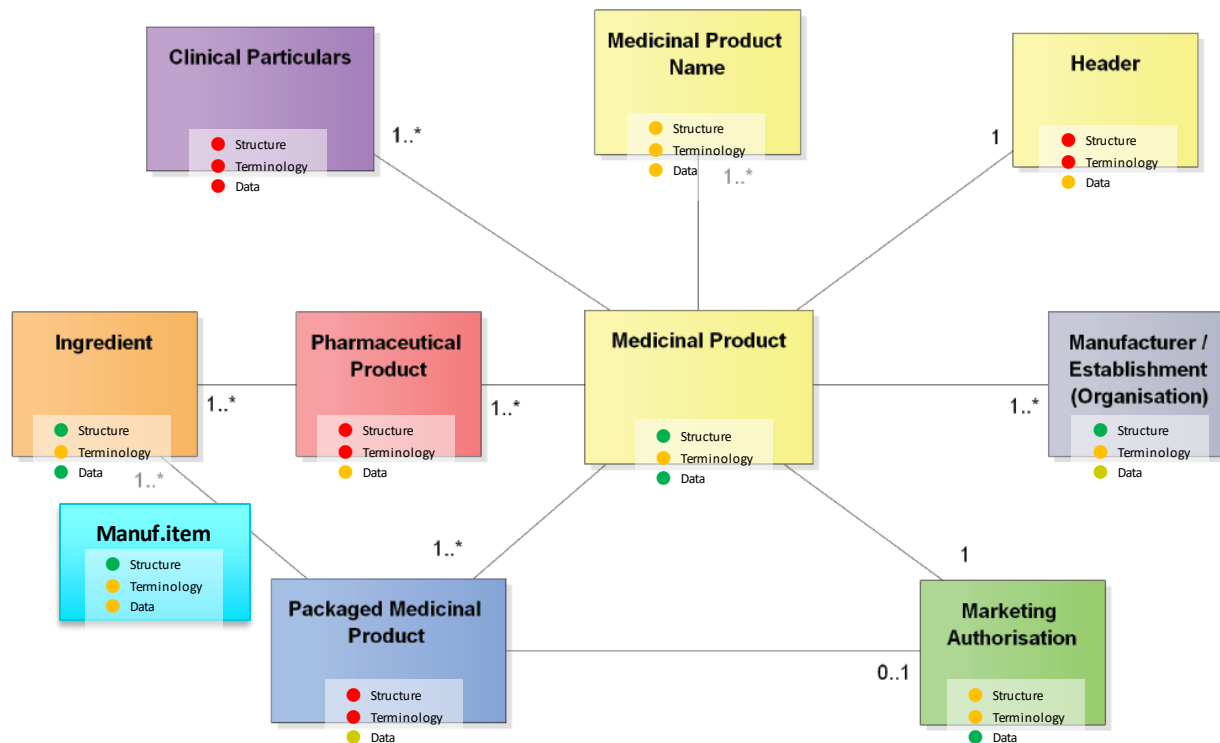 Clinical Particulars
Structure
Terminology
Data
1..*
Medicinal Product
Name
Structure
Terminology
Data
1..*
Header
Structure
Terminology
Data
1
Ingredient
Structure
Terminology
Data
1..*
1..*
Pharmaceutical
Product
Structure
Terminology
Data
1..*
Medicinal Product
Structure
Terminology
Data
Manufacturer /
Establishment
(Organisation)
Structure
Terminology
Data
1..*
Manuf.item
Structure
Terminology
Data
Packaged Medicinal
Product
Structure
Terminology
Data
1..*
Marketing
Authorisation
Structure
Terminology
Data
1
0..1